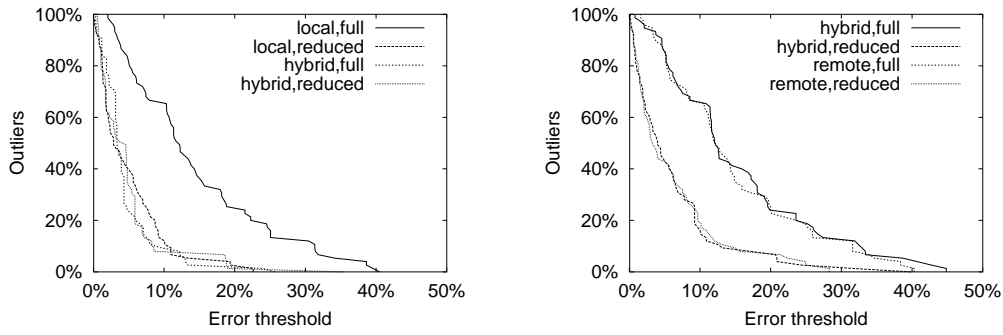 100%
80%
60%
40%
20%
0%
Outliers
0% 10% 20% 30% 40% 50%
Error threshold
local,full
local,reduced
hybrid,full
hybrid,reduced
100%
80%
60%
40%
20%
0%
Outliers
0% 10% 20% 30% 40% 50%
Error threshold
hybrid,full
hybrid,reduced
remote,full
remote,reduced